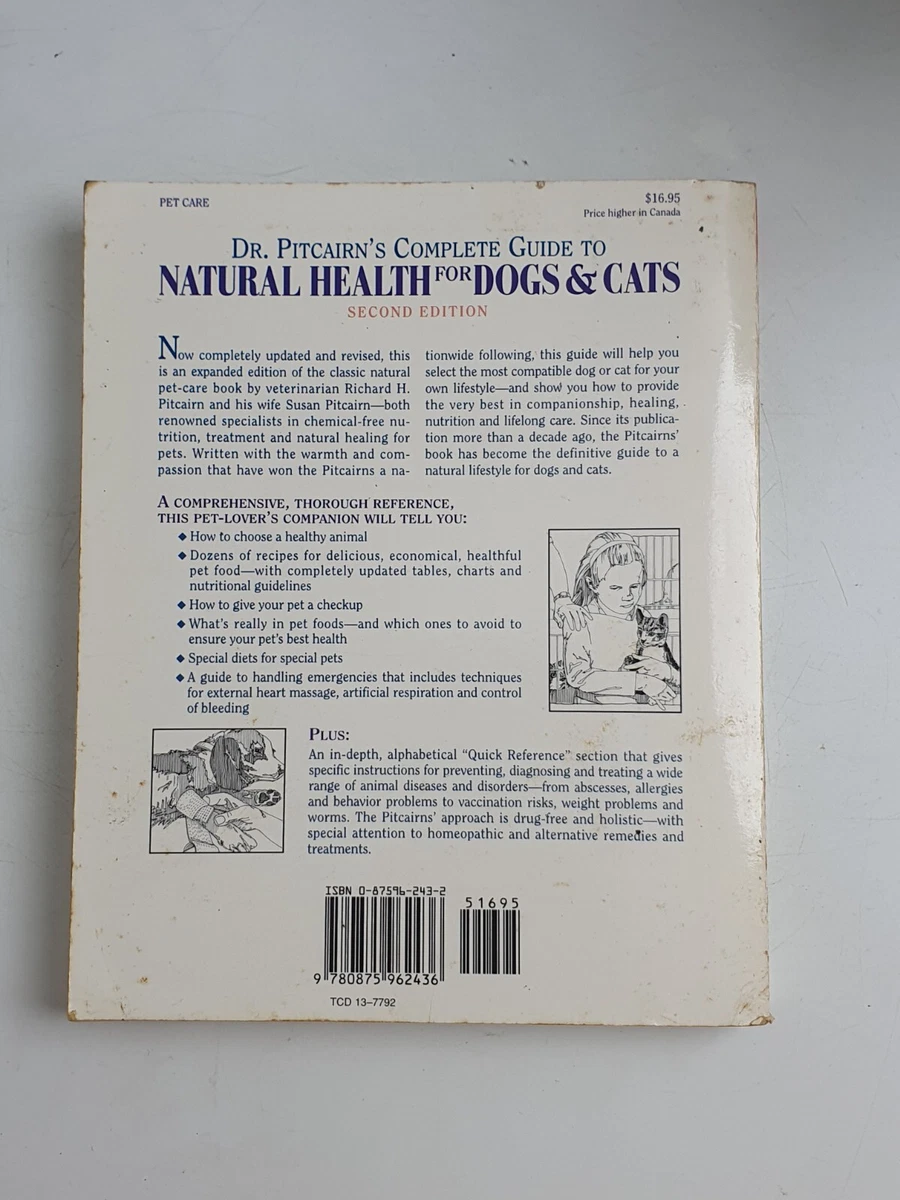 PET CARE
$16.95
Price higher in Canada
DR. PITCAIRN'S COMPLETE GUIDE TO
NATURAL HEALTH FOR DOGS & CATS
SECOND EDITION
Now completely updated and revised, this
is an expanded edition of the classic natural
pet-care book by veterinarian Richard H.
Pitcairn and his wife Susan Pitcairn—both
renowned specialists in chemical-free nu-
trition, treatment and natural healing for
pets. Written with the warmth and com-
passion that have won the Pitcairns a na-
tionwide following, this guide will help you
select the most compatible dog or cat for your
own lifestyle—and show you how to provide
the very best in companionship, healing,
nutrition and lifelong care. Since its publica-
tion more than a decade ago, the Pitcairns'
book has become the definitive guide to a
natural lifestyle for dogs and cats.
A COMPREHENSIVE, THOROUGH REFERENCE,
THIS PET-LOVER'S COMPANION WILL TELL YOU:
◆ How to choose a healthy animal
◆ Dozens of recipes for delicious, economical, healthful
pet food—with completely updated tables, charts and
nutritional guidelines
◆ How to give your pet a checkup
◆ What's really in pet foods—and which ones to avoid to
ensure your pet's best health
◆ Special diets for special pets
◆ A guide to handling emergencies that includes techniques
for external heart massage, artificial respiration and control
of bleeding
PLUS:
An in-depth, alphabetical "Quick Reference" section that gives
specific instructions for preventing, diagnosing and treating a wide
range of animal diseases and disorders—from abscesses, allergies
and behavior problems to vaccination risks, weight problems and
worms. The Pitcairns' approach is drug-free and holistic—with
special attention to homeopathic and alternative remedies and
treatments.
ISBN 0-87596-243-2
51695
9 780875 962436
TCD 13-7792